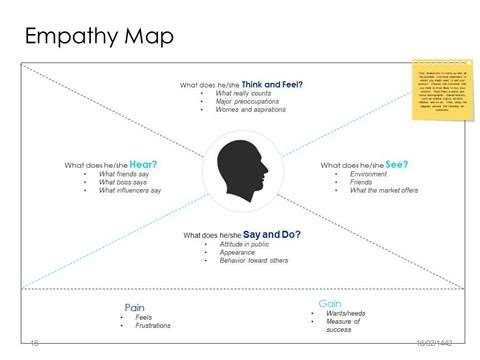 Empathy Map
What does he/she Think and Feel?
• What really counts
• Major preoccupations
• Worries and aspirations
What does he/she Hear?
• What friends say
• What boss says
• What influencers say
What does he/she See?
• Environment
• Friends
• What the market offers
What does he/she Say and Do?
• Attitude in public
• Appearance
• Behavior toward others
Pain
• Feels
• Frustrations
Gain
• Wants/needs
• Measure of
success
16/02/1442